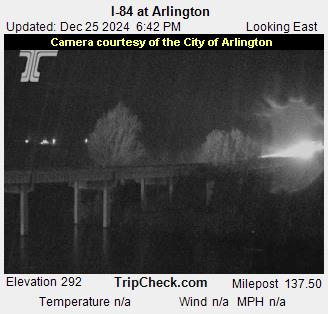 I-84 at Arlington
Updated: Dec 25 2024 6:42 PM Looking East
Camera courtesy of the City of Arlington
Elevation 292 TripCheck.com Milepost 137.50
Temperature n/a Wind n/a MPH n/a